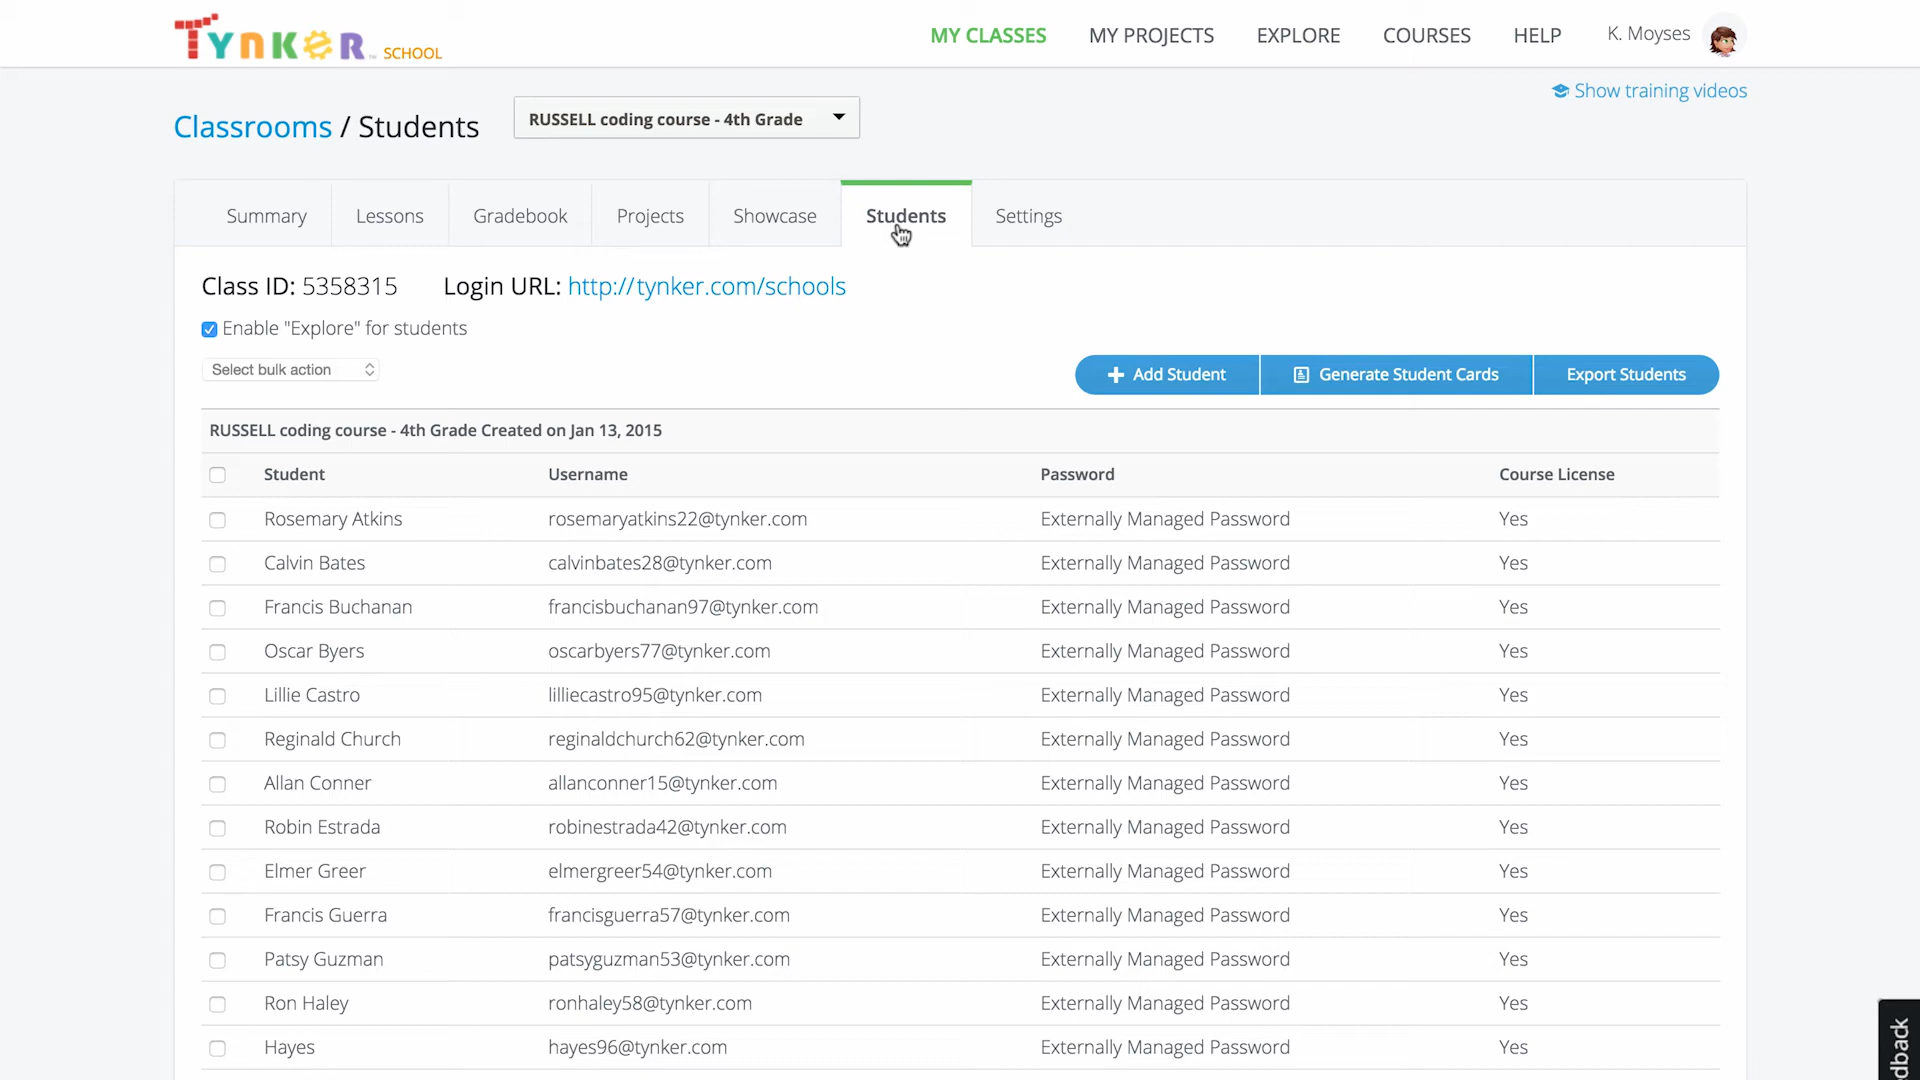 TYNKER SCHOOL
MY CLASSES MY PROJECTS EXPLORE COURSES HELP K. Moyses
Show training videos
Classrooms / Students RUSSELL coding course - 4th Grade
Summary Lessons Gradebook Projects Showcase Students Settings
Class ID: 5358315 Login URL: http://tynker.com/schools
Enable "Explore" for students
Select bulk action Add Student Generate Student Cards Export Students
RUSSELL coding course - 4th Grade Created on Jan 13, 2015
Student Username Password Course License
Rosemary Atkins rosemaryatkins22@tynker.com Externally Managed Password Yes
Calvin Bates calvinbates28@tynker.com Externally Managed Password Yes
Francis Buchanan francisbuchanan97@tynker.com Externally Managed Password Yes
Oscar Byers oscarbyers77@tynker.com Externally Managed Password Yes
Lillie Castro lilliecastro95@tynker.com Externally Managed Password Yes
Reginald Church reginaldchurch62@tynker.com Externally Managed Password Yes
Allan Conner allanconner15@tynker.com Externally Managed Password Yes
Robin Estrada robinestrada42@tynker.com Externally Managed Password Yes
Elmer Greer elmergreer54@tynker.com Externally Managed Password Yes
Francis Guerra francisguerra57@tynker.com Externally Managed Password Yes
Patsy Guzman patsyguzman53@tynker.com Externally Managed Password Yes
Ron Haley ronhaley58@tynker.com Externally Managed Password Yes
Hayes hayes96@tynker.com Externally Managed Password Yes
dback